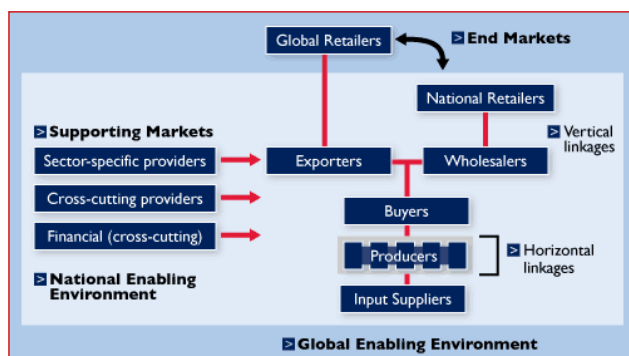 Global Retailers
End Markets
National Retailers
Supporting Markets
Vertical
linkages
Sector-specific providers
Exporters
Wholesalers
Cross-cutting providers
Buyers
Financial (cross-cutting)
Producers
Horizontal
linkages
National Enabling
Environment
Input Suppliers
Global Enabling Environment